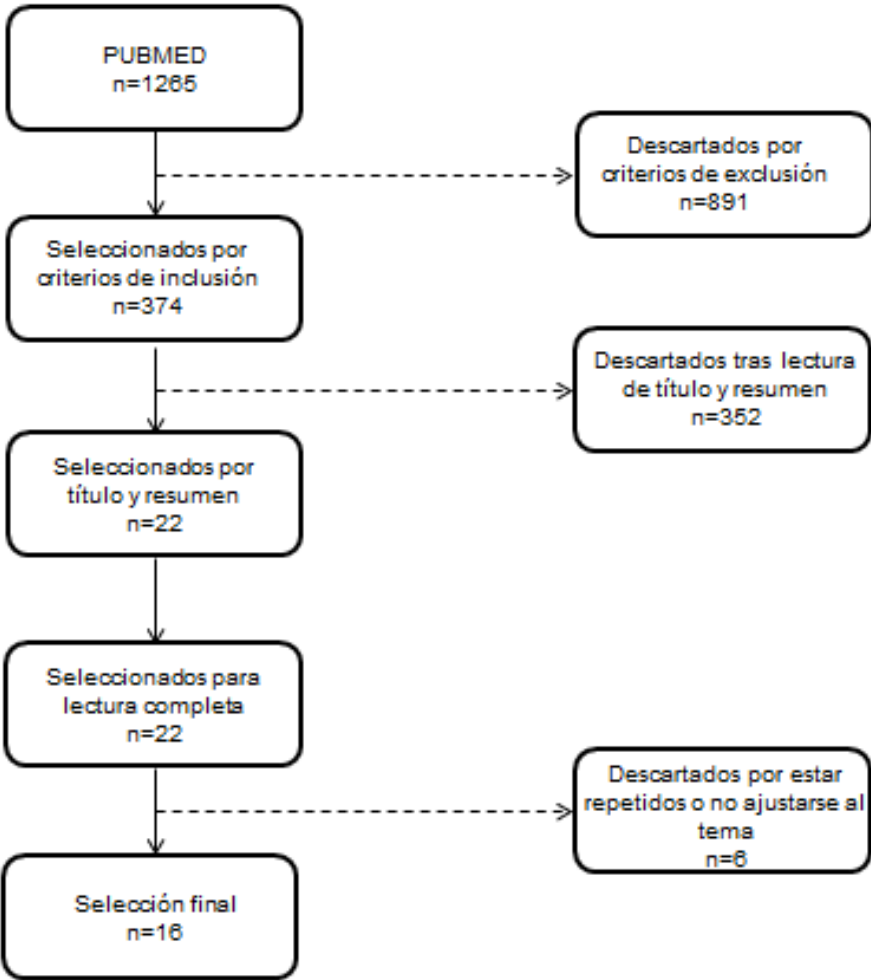 PUBMED
n=1265
Descartados por
criterios de exclusión
n=891
Seleccionados por
criterios de inclusión
n=374
Descartados tras lectura
de título y resumen
n=352
Seleccionados por
título y resumen
n=22
Seleccionados para
lectura completa
n=22
Descartados por estar
repetidos o no ajustarse al
tema
n=6
Selección final
n=16